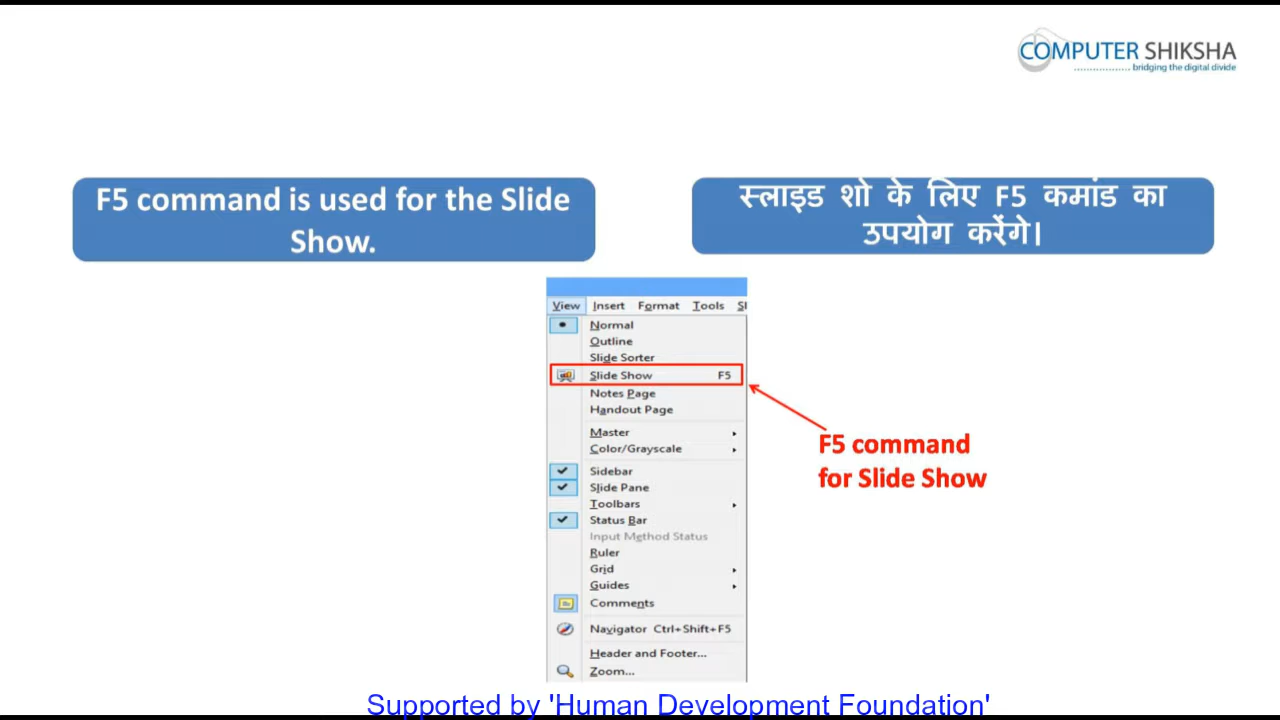 COMPUTER SHIKSHA
bridging the digital divide
F5 command is used for the Slide
Show.
स्लाइड शो के लिए F5 कमांड का
उपयोग करेंगे।
View Insert Format Tools Sl
Normal
Outline
Slide Sorter
Slide Show F5
Notes Page
Handout Page
Master
Color/Grayscale
Sidebar
Slide Pane
Toolbars
Status Bar
Input Method Status
Ruler
Grid
Guides
Comments
Navigator Ctrl+Shift+F5
Header and Footer...
Zoom...
F5 command
for Slide Show
Supported by 'Human Development Foundation'